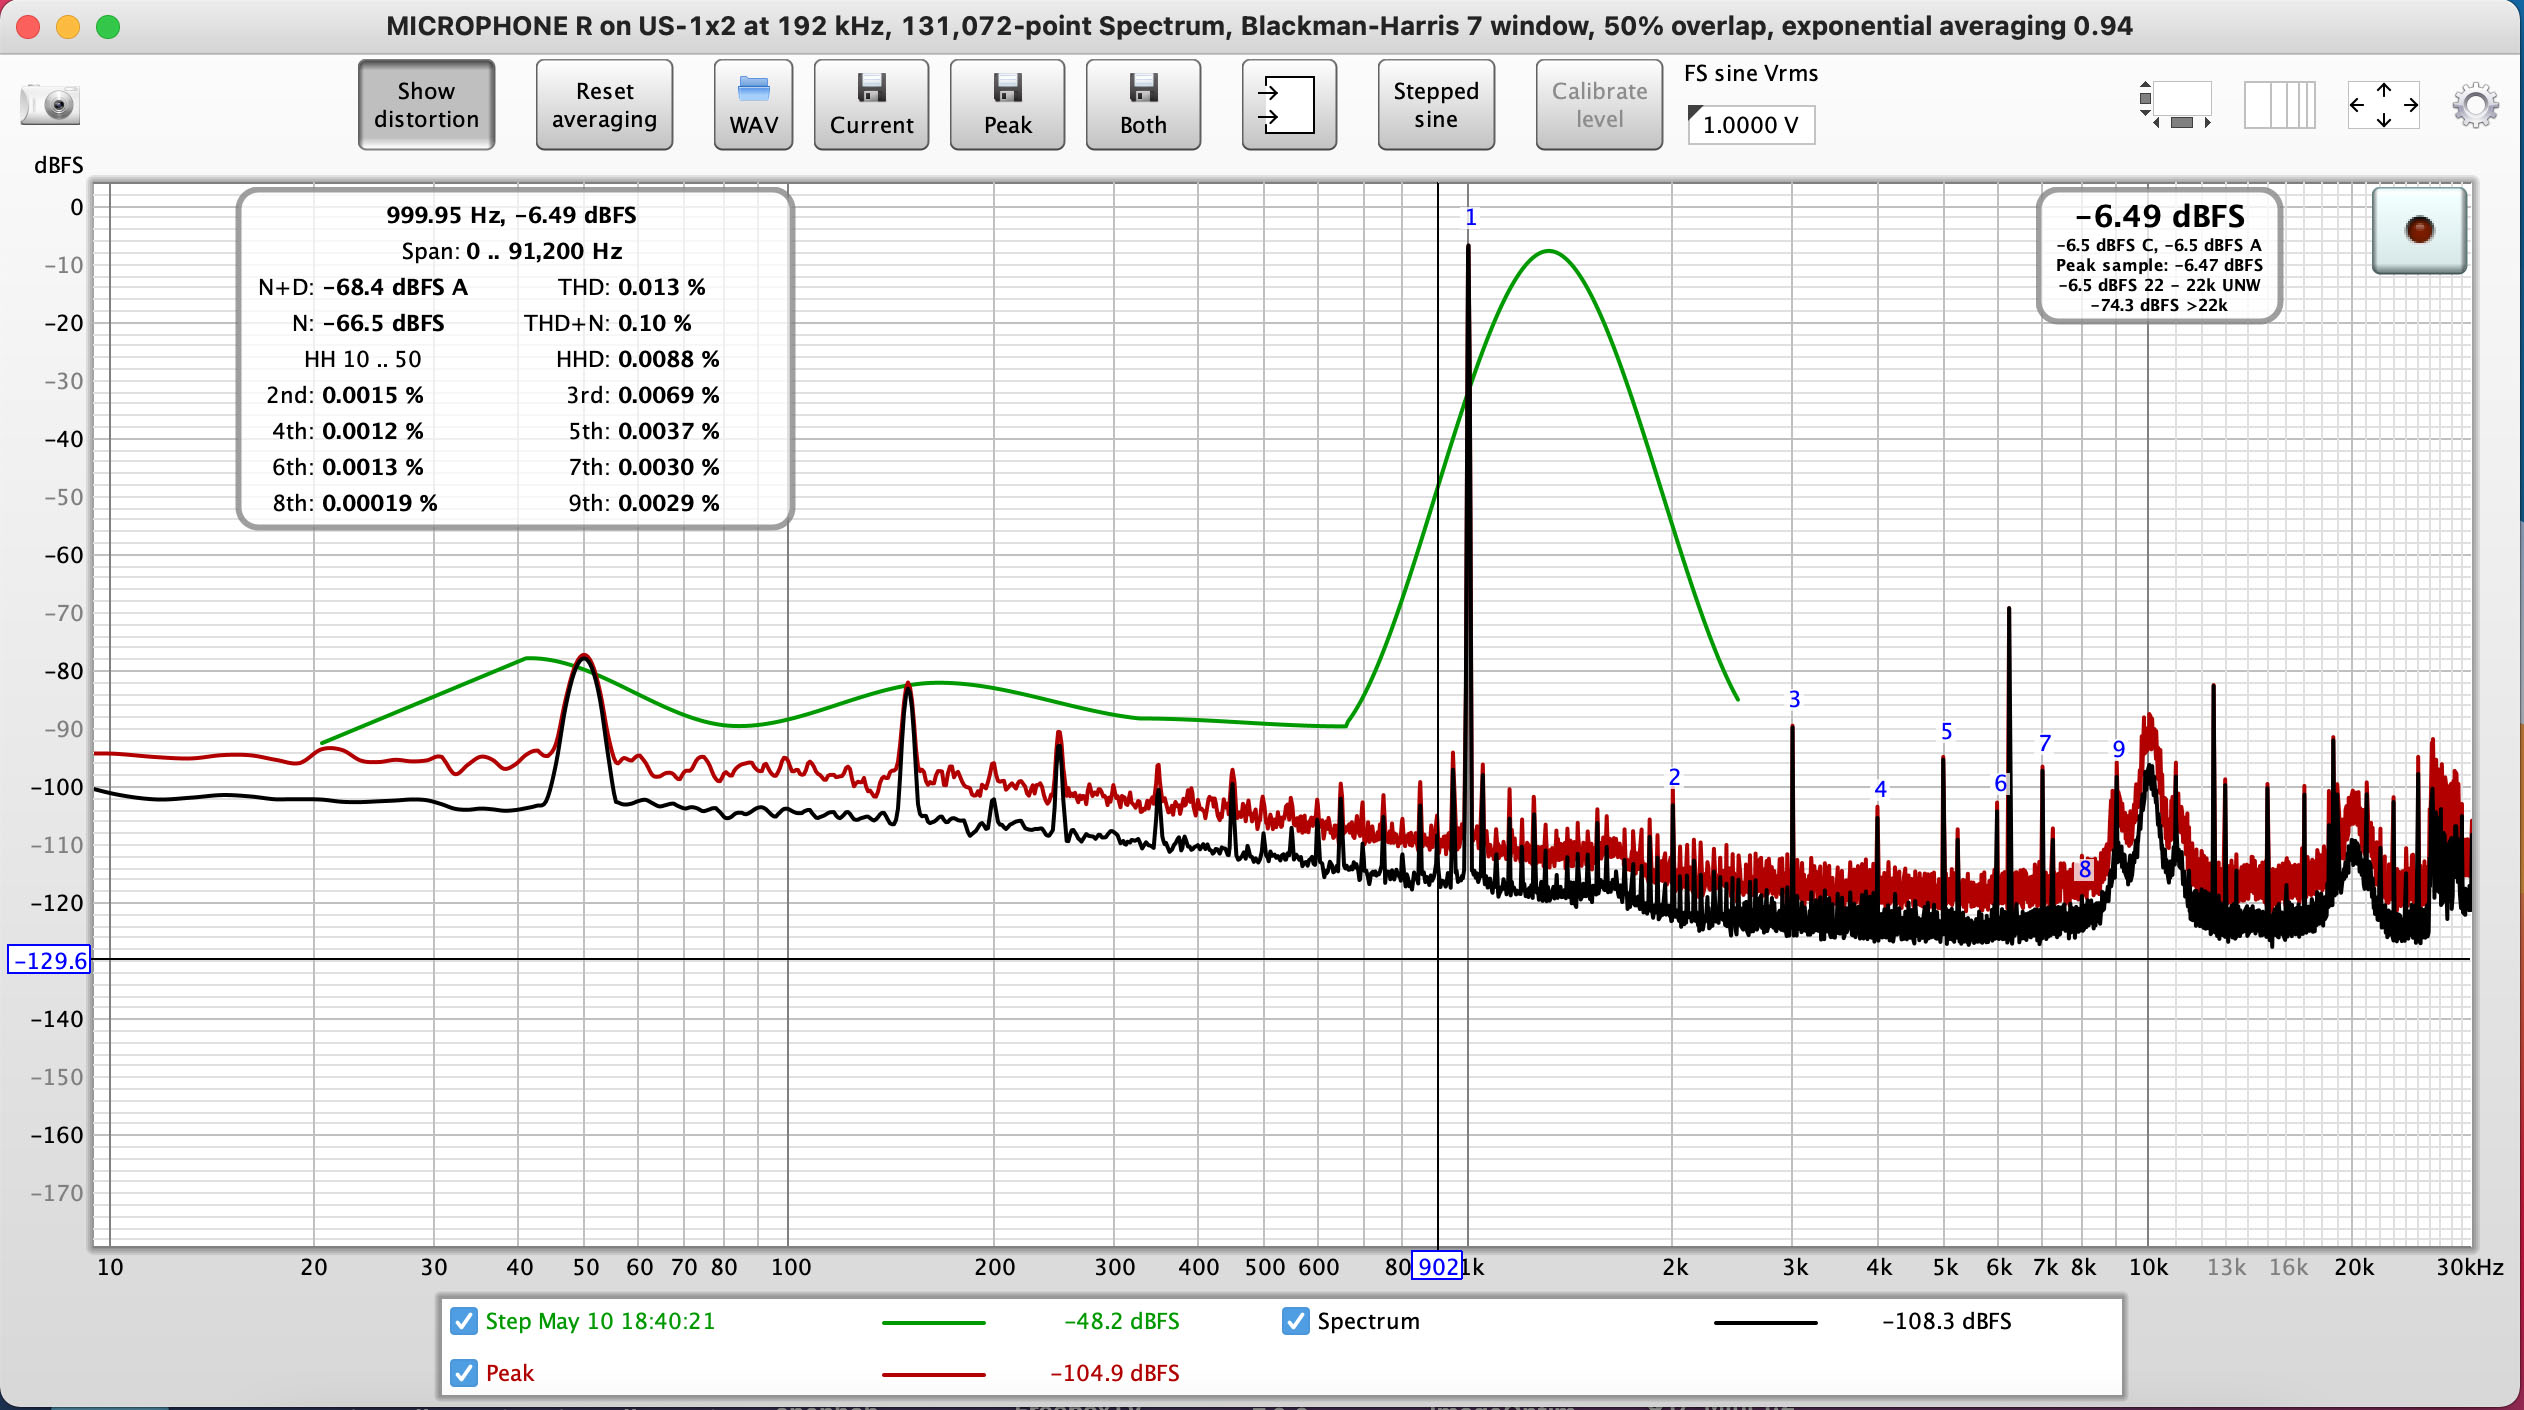 MICROPHONE R on US-1x2 at 192 kHz, 131,072-point Spectrum, Blackman-Harris 7 window, 50% overlap, exponential averaging 0.94
Show distortion
Reset averaging
WAV
Current
Peak
Both
Stepped sine
Calibrate level
FS sine Vrms
1.0000 V
dBFS
0
-10
-20
-30
-40
-50
-60
-70
-80
-90
-100
-110
-120
-129.6
-140
-150
-160
-170
999.95 Hz, -6.49 dBFS
Span: 0 .. 91,200 Hz
N+D: -68.4 dBFS A THD: 0.013 %
N: -66.5 dBFS THD+N: 0.10 %
HH 10 .. 50 HHD: 0.0088 %
2nd: 0.0015 % 3rd: 0.0069 %
4th: 0.0012 % 5th: 0.0037 %
6th: 0.0013 % 7th: 0.0030 %
8th: 0.00019 % 9th: 0.0029 %
-6.49 dBFS
-6.5 dBFS C, -6.5 dBFS A
Peak sample: -6.47 dBFS
-6.5 dBFS 22 - 22k UNW
-74.3 dBFS >22k
1
2
3
4
5
6
7
8
9
10 20 30 40 50 60 70 80 100 200 300 400 500 600 80 902 1k 2k 3k 4k 5k 6k 7k 8k 10k 13k 16k 20k 30kHz
Step May 10 18:40:21 -48.2 dBFS Spectrum -108.3 dBFS
Peak -104.9 dBFS